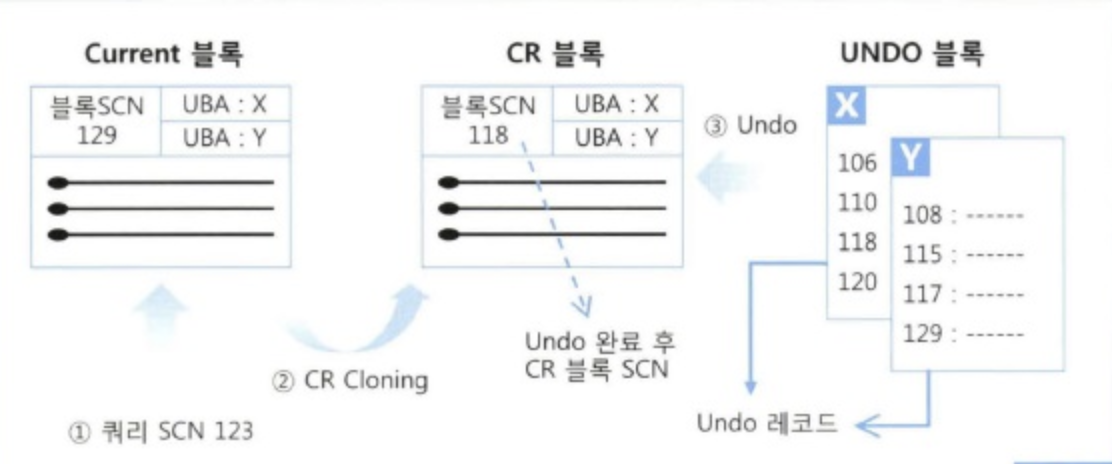 Current 블록
블록SCN
129
UBA : X
UBA : Y
② CR Cloning
① 쿼리 SCN 123
CR 블록
블록SCN
118
UBA : X
UBA : Y
Undo 완료 후
CR 블록 SCN
③ Undo
UNDO 블록
X
106
110
118
120
Y
108 : ------
115 : ------
117 : ------
129 : ------
Undo 레코드